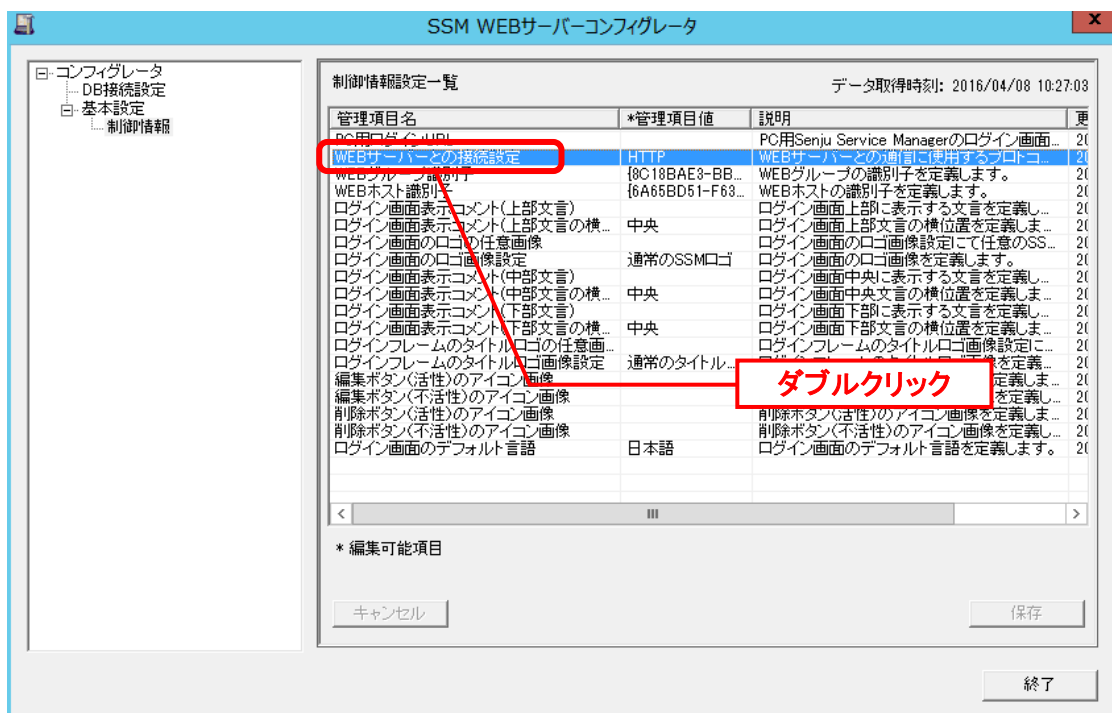 SSM WEBサーバーコンフィグレータ
x
コンフィグレータ
DB接続設定
基本設定
制御情報
制御情報設定一覧 データ取得時刻: 2016/04/08 10:27:03
管理項目名 *管理項目値 説明 更
PC用ログインURL PC用Senju Service Managerのログイン画面... 20
WEBサーバーとの接続設定 HTTP WEBサーバーとの通信に使用するプロトコ... 20
WEBグループ識別子 {8C18BAE3-BB... WEBグループの識別子を定義します。 20
WEBホスト識別子 {6A65BD51-F63... WEBホストの識別子を定義します。 20
ログイン画面表示コメント(上部文言) ログイン画面上部に表示する文言を定義し... 20
ログイン画面表示コメント(上部文言の横... 中央 ログイン画面上部文言の横位置を定義しま... 20
ログイン画面のロゴの任意画像 ログイン画面のロゴ画像設定にて任意のSS... 20
ログイン画面のロゴ画像設定 通常のSSMロゴ ログイン画面のロゴ画像を定義します。 20
ログイン画面表示コメント(中部文言) ログイン画面中央に表示する文言を定義し... 20
ログイン画面表示コメント(中部文言の横... 中央 ログイン画面中央文言の横位置を定義しま... 20
ログイン画面表示コメント(下部文言) ログイン画面下部に表示する文言を定義し... 20
ログイン画面表示コメント(下部文言の横... 中央 ログイン画面下部文言の横位置を定義しま... 20
ログインフレームのタイトルロゴの任意画... ログインフレームのタイトルロゴ画像設定に... 20
ログインフレームのタイトルロゴ画像設定 通常のタイトル... を定義... 20
ダブルクリック
編集ボタン(活性)のアイコン画像 定義しま... 20
編集ボタン(不活性)のアイコン画像 を定義し... 20
削除ボタン(活性)のアイコン画像 削除ボタン(活性)のアイコン画像を定義しま... 20
削除ボタン(不活性)のアイコン画像 削除ボタン(不活性)のアイコン画像を定義し... 20
ログイン画面のデフォルト言語 日本語 ログイン画面のデフォルト言語を定義します。 20
* 編集可能項目
キャンセル 保存
終了